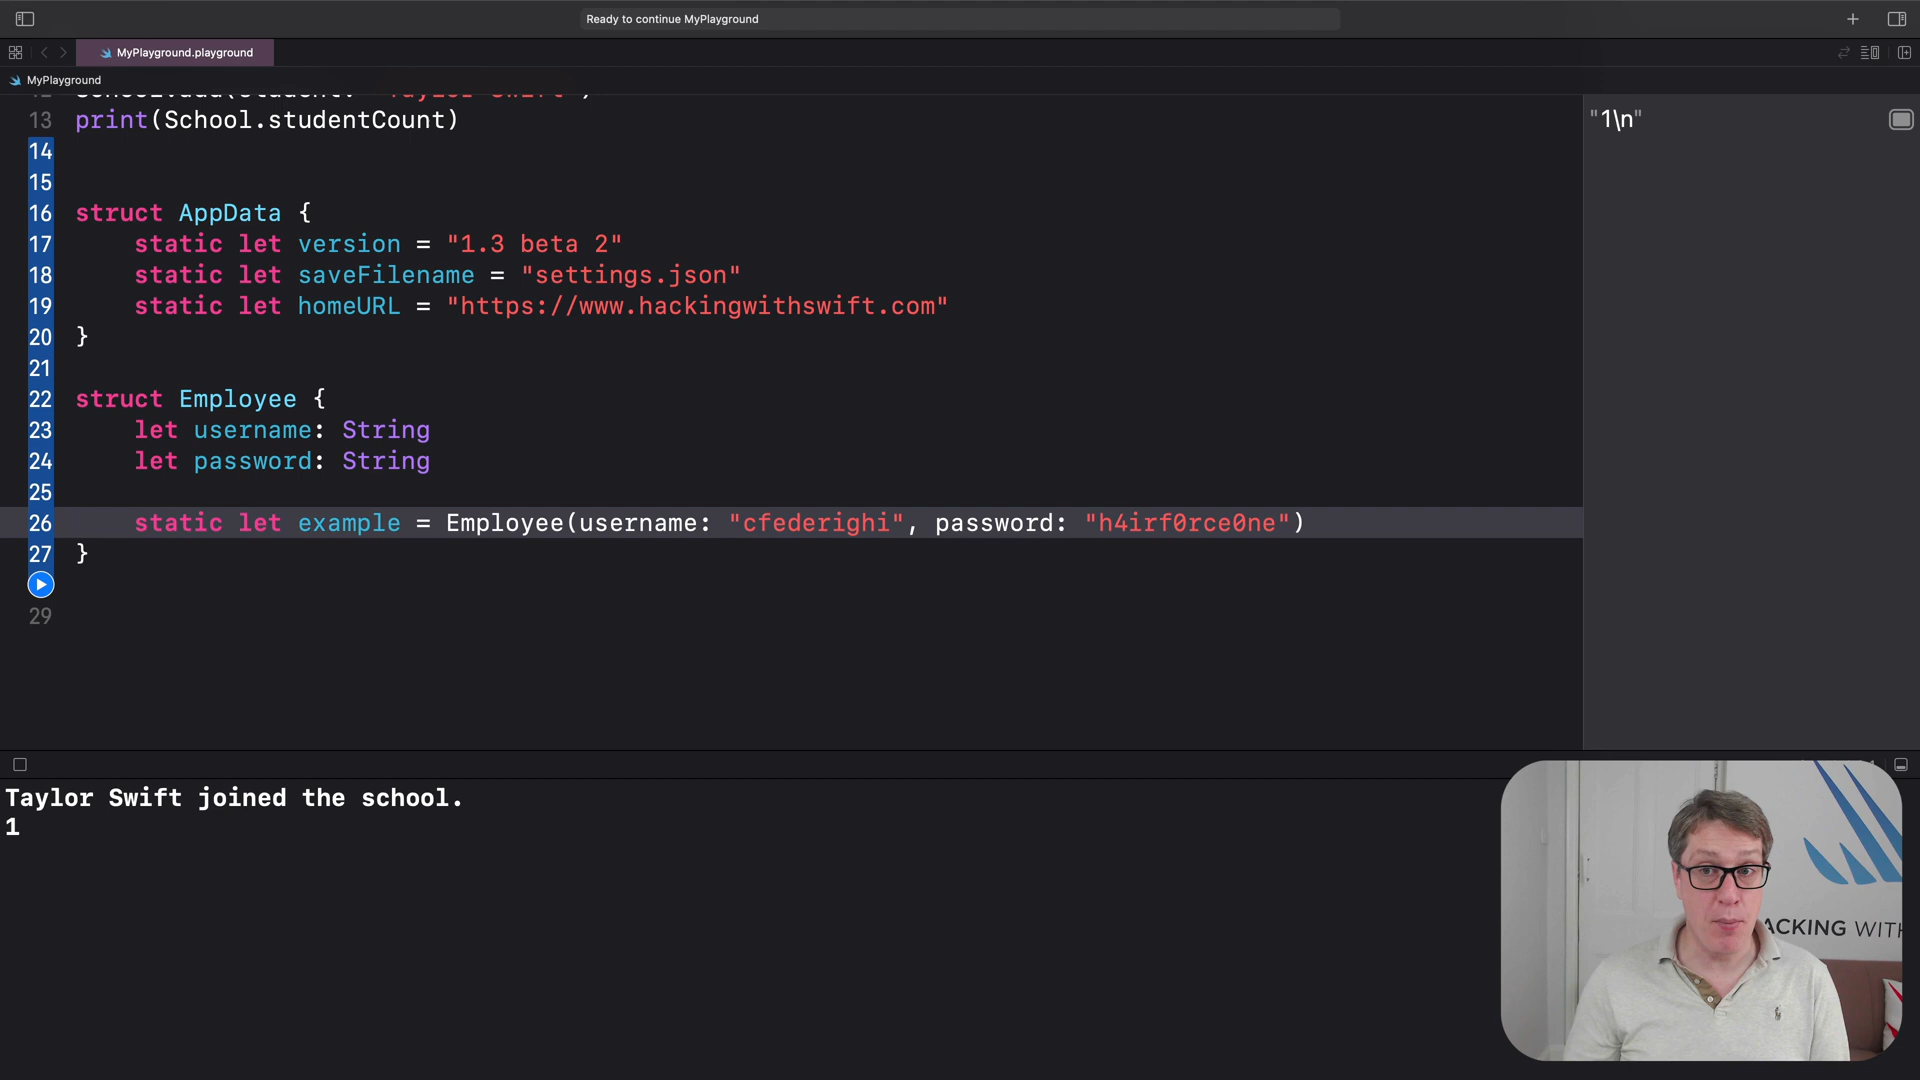 Ready to continue MyPlayground
MyPlayground.playground
MyPlayground
13 print(School.studentCount)
"1\n"
14
15
16 struct AppData {
17 static let version = "1.3 beta 2"
18 static let saveFilename = "settings.json"
19 static let homeURL = "https://www.hackingwithswift.com"
20 }
21
22 struct Employee {
23 let username: String
24 let password: String
25
26 static let example = Employee(username: "cfederighi", password: "h4irf0rce0ne")
27 }
29
Taylor Swift joined the school.
1
ACKING WITH